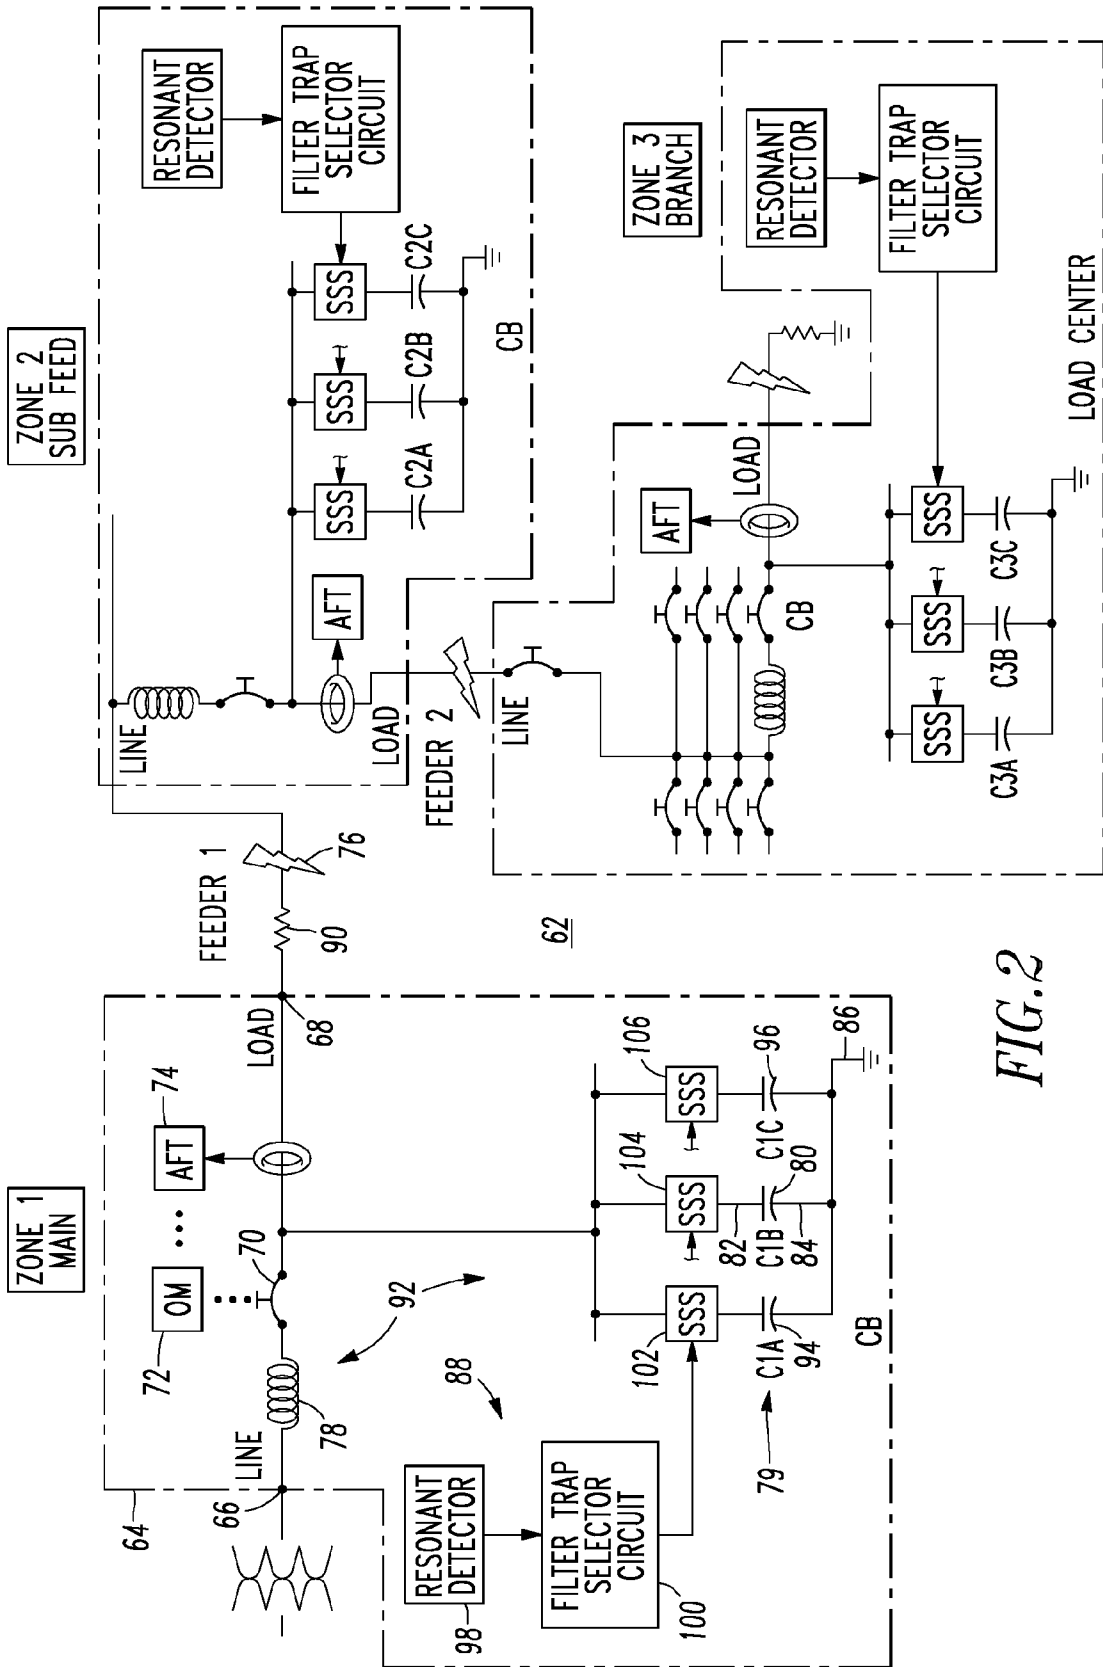 ZONE 1
MAIN
64
66
LINE
78
72
OM
70
74
AFT
LOAD
68
92
88
RESONANT
DETECTOR
98
FILTER TRAP
SELECTOR
CIRCUIT
100
79
102
SSS
104
SSS
106
SSS
C1A
94
82
C1B
80
84
C1C
96
86
CB
FEEDER 1
90
76
62
ZONE 2
SUB FEED
LINE
LOAD
AFT
SSS
SSS
SSS
C2A
C2B
C2C
RESONANT
DETECTOR
FILTER TRAP
SELECTOR
CIRCUIT
CB
FEEDER 2
ZONE 3
BRANCH
LINE
CB
AFT
LOAD
RESONANT
DETECTOR
FILTER TRAP
SELECTOR
CIRCUIT
SSS
SSS
SSS
C3A
C3B
C3C
LOAD CENTER
FIG.2